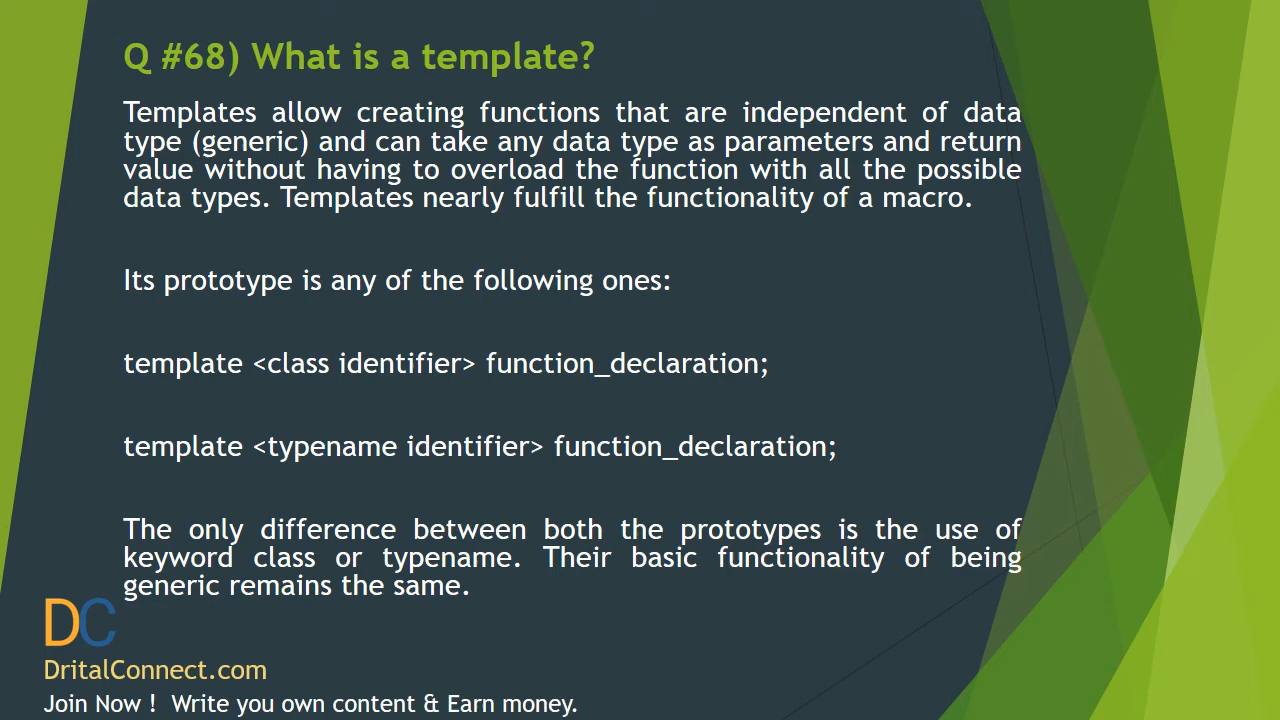 Q #68) What is a template?
Templates allow creating functions that are independent of data
type (generic) and can take any data type as parameters and return
value without having to overload the function with all the possible
data types. Templates nearly fulfill the functionality of a macro.
Its prototype is any of the following ones:
template <class identifier> function_declaration;
template <typename identifier> function_declaration;
The only difference between both the prototypes is the use of
keyword class or typename. Their basic functionality of being
generic remains the same.
DC
DritalConnect.com
Join Now ! Write you own content & Earn money.